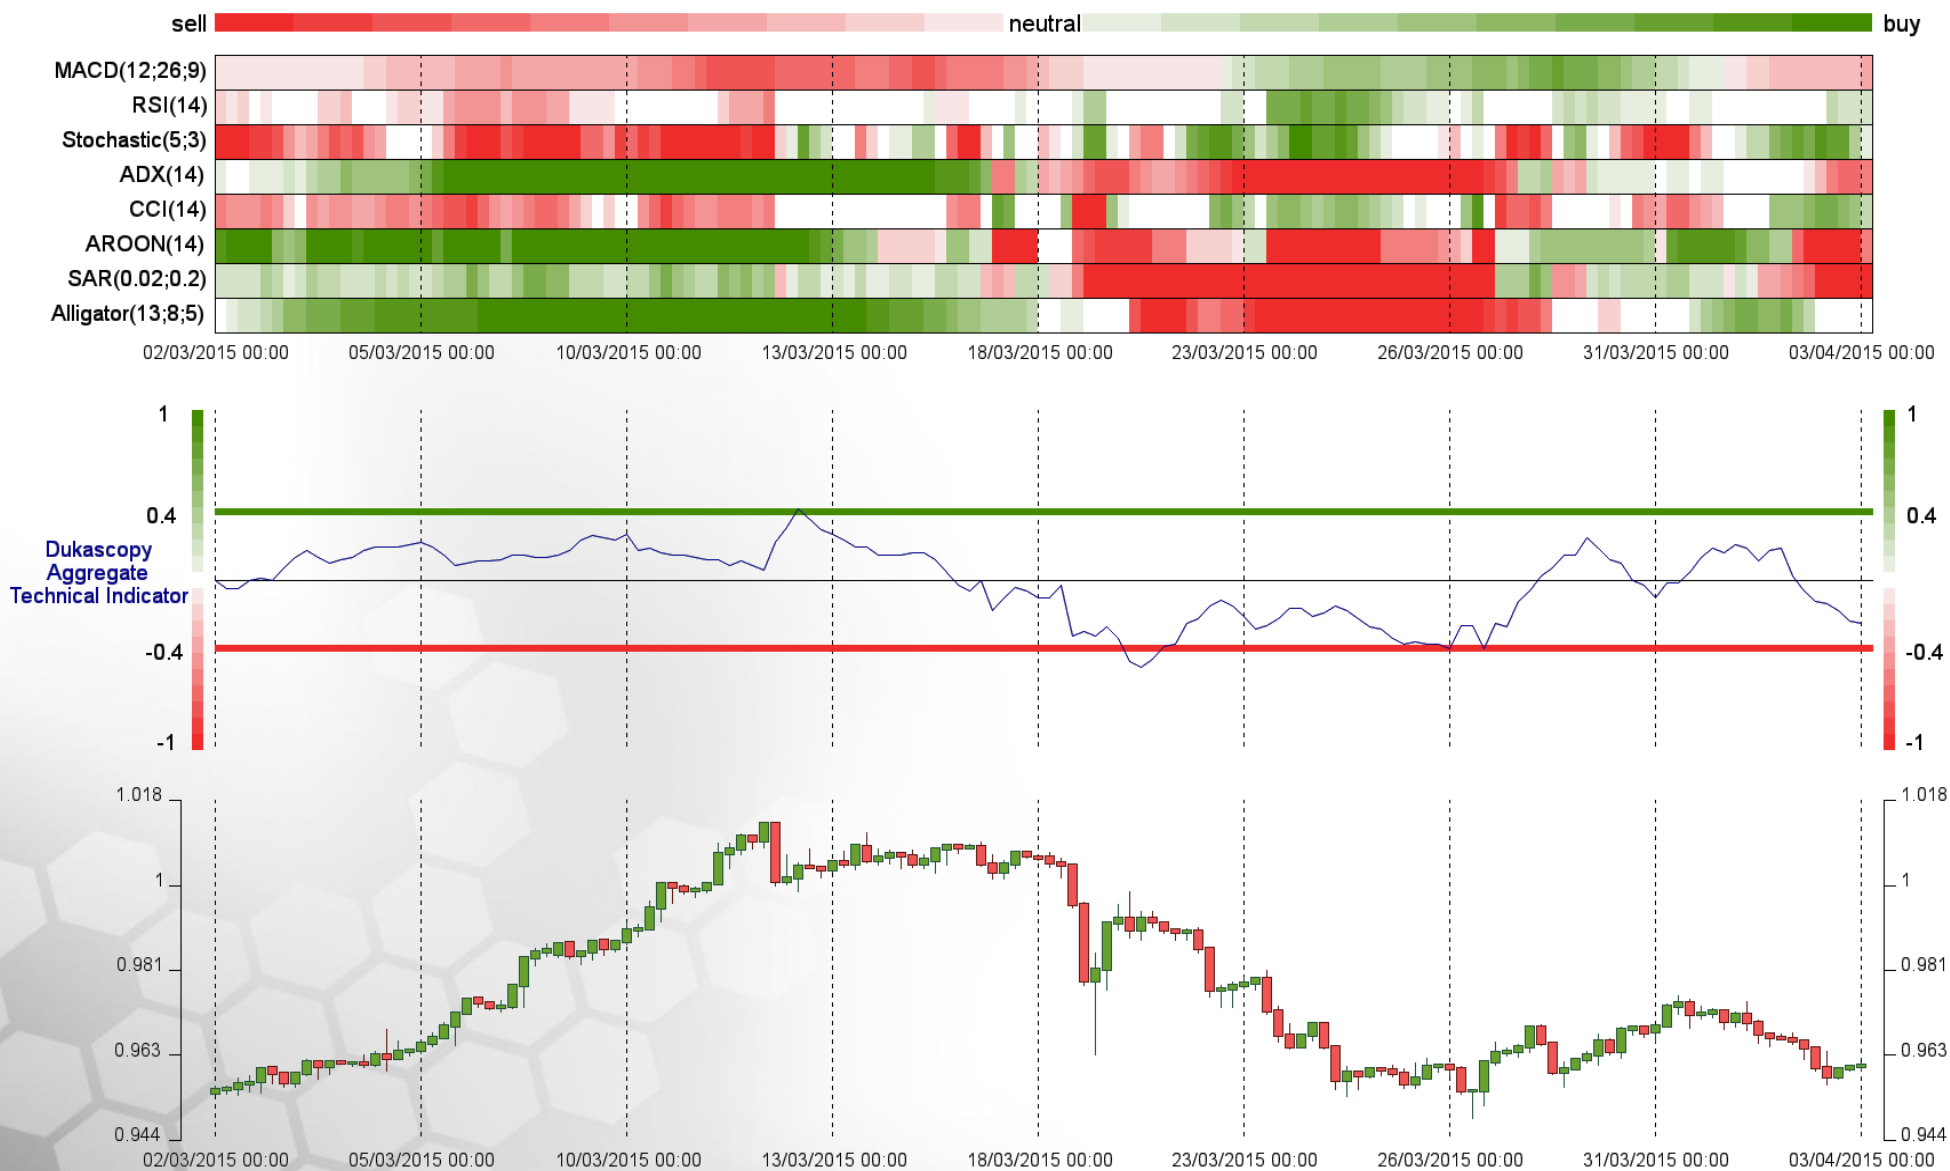 sell neutral buy
MACD(12;26;9)
RSI(14)
Stochastic(5;3)
ADX(14)
CCI(14)
AROON(14)
SAR(0.02;0.2)
Alligator(13;8;5)
02/03/2015 00:00 05/03/2015 00:00 10/03/2015 00:00 13/03/2015 00:00 18/03/2015 00:00 23/03/2015 00:00 26/03/2015 00:00 31/03/2015 00:00 03/04/2015 00:00
1 1
0.4 0.4
Dukascopy
Aggregate
Technical Indicator
-0.4 -0.4
-1 -1
1.018 1.018
1 1
0.981 0.981
0.963 0.963
0.944 0.944
02/03/2015 00:00 05/03/2015 00:00 10/03/2015 00:00 13/03/2015 00:00 18/03/2015 00:00 23/03/2015 00:00 26/03/2015 00:00 31/03/2015 00:00 03/04/2015 00:00